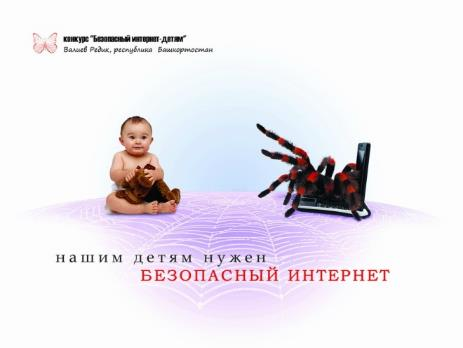 конкурс "Безопасный интернет-детям"
Валиев Редик, республика Башкортостан
нашим детям нужен
БЕЗОПАСНЫЙ ИНТЕРНЕТ